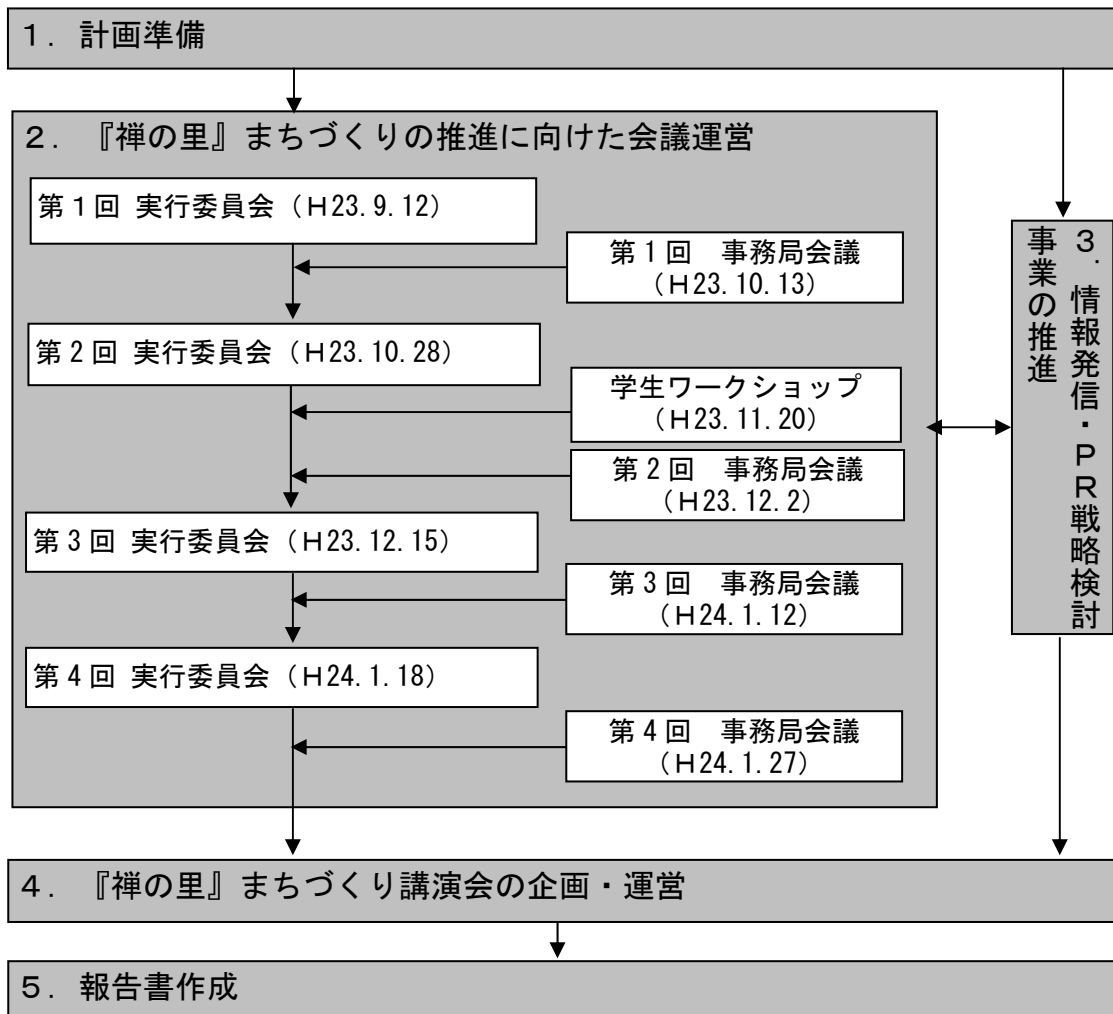 １．計画準備
２．『禅の里』まちづくりの推進に向けた会議運営
第１回 実行委員会（Ｈ23.9.12）
第１回　事務局会議
（Ｈ23.10.13）
第２回 実行委員会（Ｈ23.10.28）
学生ワークショップ
（Ｈ23.11.20）
第２回　事務局会議
（Ｈ23.12.2）
第３回 実行委員会（Ｈ23.12.15）
第３回　事務局会議
（Ｈ24.1.12）
第４回 実行委員会（Ｈ24.1.18）
第４回　事務局会議
（Ｈ24.1.27）
３．情報発信・ＰＲ戦略検討
事業の推進
４．『禅の里』まちづくり講演会の企画・運営
５．報告書作成